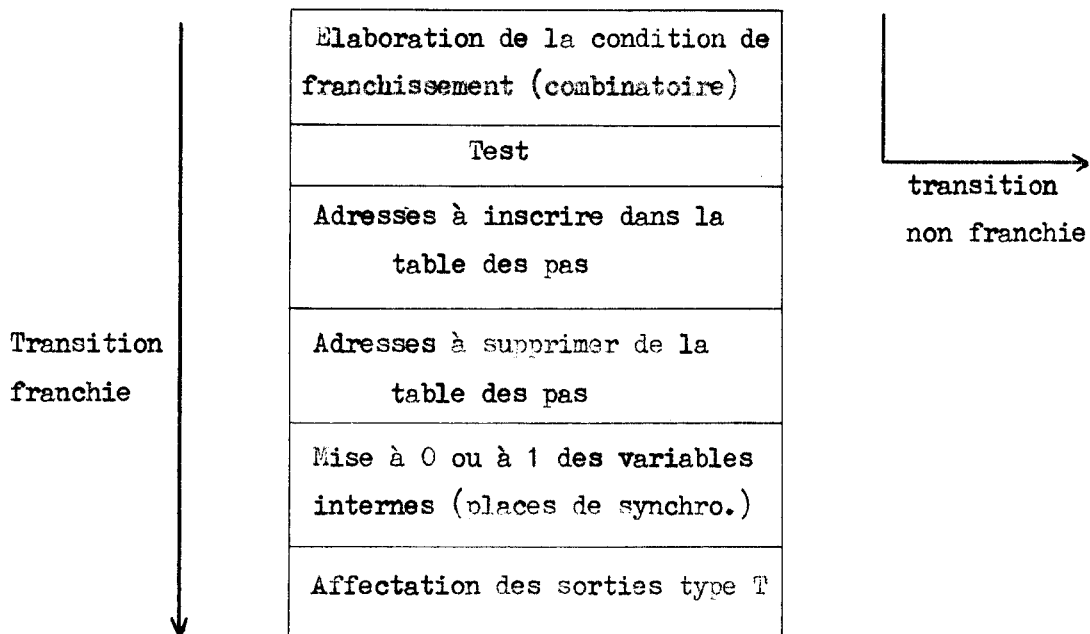 Elaboration de la condition de
franchissement (combinatoire)
Test
transition
non franchie
Adresses à inscrire dans la
table des pas
Transition
franchie
Adresses à supprimer de la
table des pas
Mise à 0 ou à 1 des variables
internes (places de synchro.)
Affectation des sorties type T